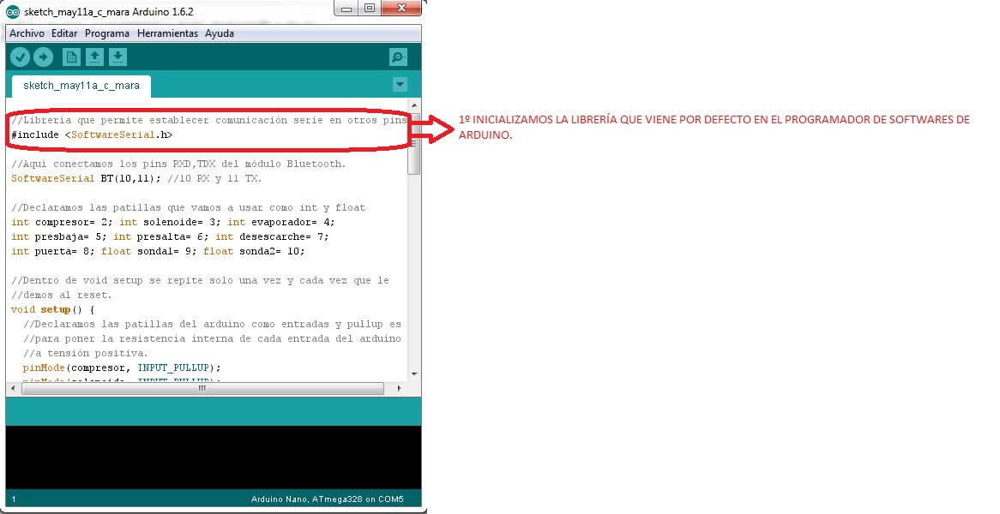 sketch_may11a_c_mara Arduino 1.6.2
Archivo Editar Programa Herramientas Ayuda
sketch_may11a_c_mara
//Librería que permite establecer comunicación serie en otros pins
#include <SoftwareSerial.h>
1º INICIALIZAMOS LA LIBRERÍA QUE VIENE POR DEFECTO EN EL PROGRAMADOR DE SOFTWARES DE
ARDUINO.
//Aquí conectamos los pins RXD,TDX del módulo Bluetooth.
SoftwareSerial BT(10,11); //10 RX y 11 TX.
//Declaramos las patillas que vamos a usar como int y float
int compresor= 2; int solenoide= 3; int evaporador= 4;
int presbaja= 5; int presalta= 6; int desescarche= 7;
int puerta= 8; float sonda1= 9; float sonda2= 10;
//Dentro de void setup se repite solo una vez y cada vez que le
//demos al reset.
void setup() {
//Declaramos las patillas del arduino como entradas y pullup es
//para poner la resistencia interna de cada entrada del arduino
//a tensión positiva.
pinMode(compresor, INPUT_PULLUP);
pinMode(solenoide, INPUT_PULLUP);
1
Arduino Nano, ATmega328 on COM5